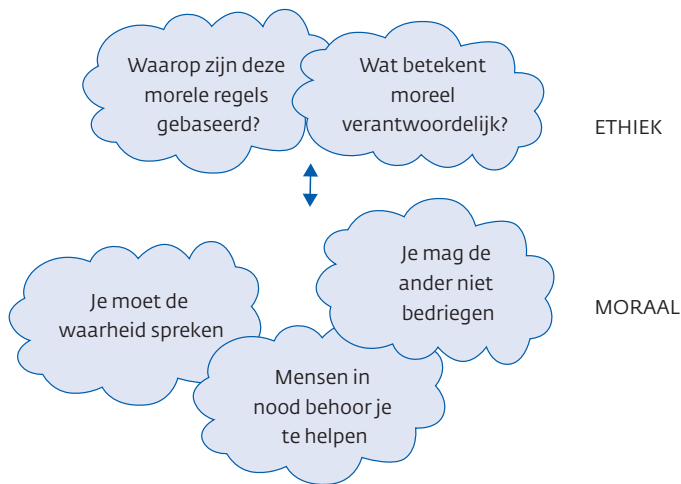 Waarop zijn deze
morele regels
gebaseerd?
Wat betekent
moreel
verantwoordelijk?
ETHIEK
Je moet de
waarheid spreken
Je mag de
ander niet
bedriegen
MORAAL
Mensen in
nood behoor je
te helpen